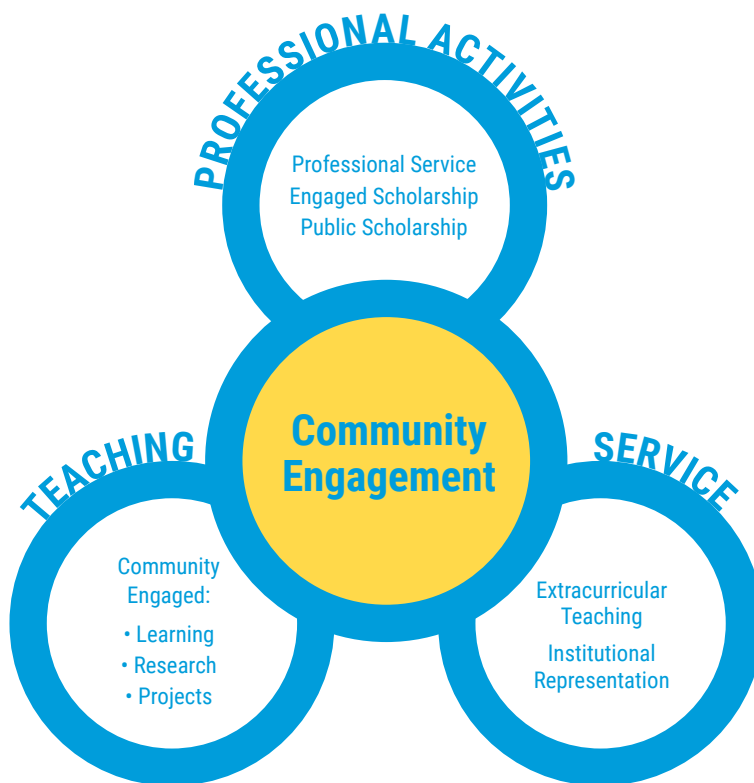 PROFESSIONAL ACTIVITIES
Professional Service
Engaged Scholarship
Public Scholarship
Community
Engagement
TEACHING
Community
Engaged:
• Learning
• Research
• Projects
SERVICE
Extracurricular
Teaching
Institutional
Representation